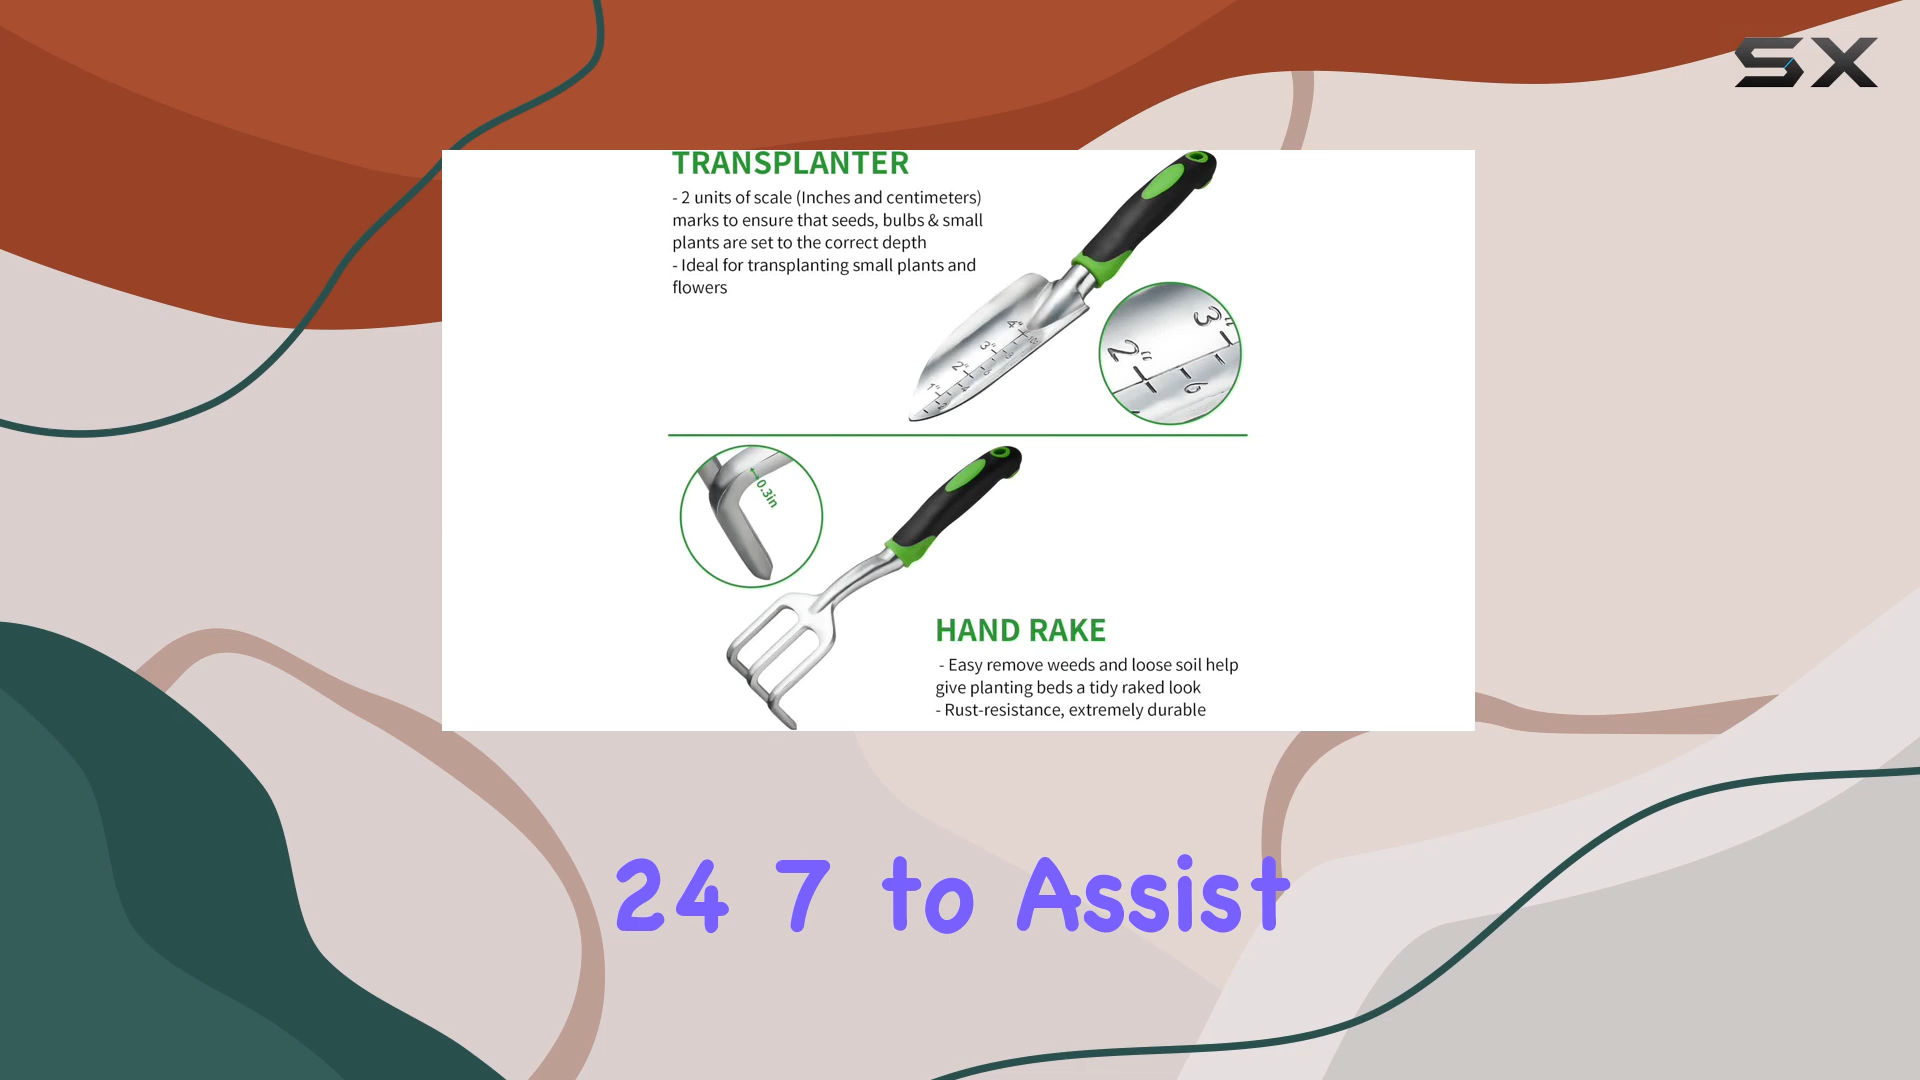 SX
TRANSPLANTER
- 2 units of scale (Inches and centimeters)
marks to ensure that seeds, bulbs & small
plants are set to the correct depth
- Ideal for transplanting small plants and
flowers
4"
3"
2"
1"
3"
2"
6
0.3in
HAND RAKE
- Easy remove weeds and loose soil help
give planting beds a tidy raked look
- Rust-resistance, extremely durable
24 7 to Assist